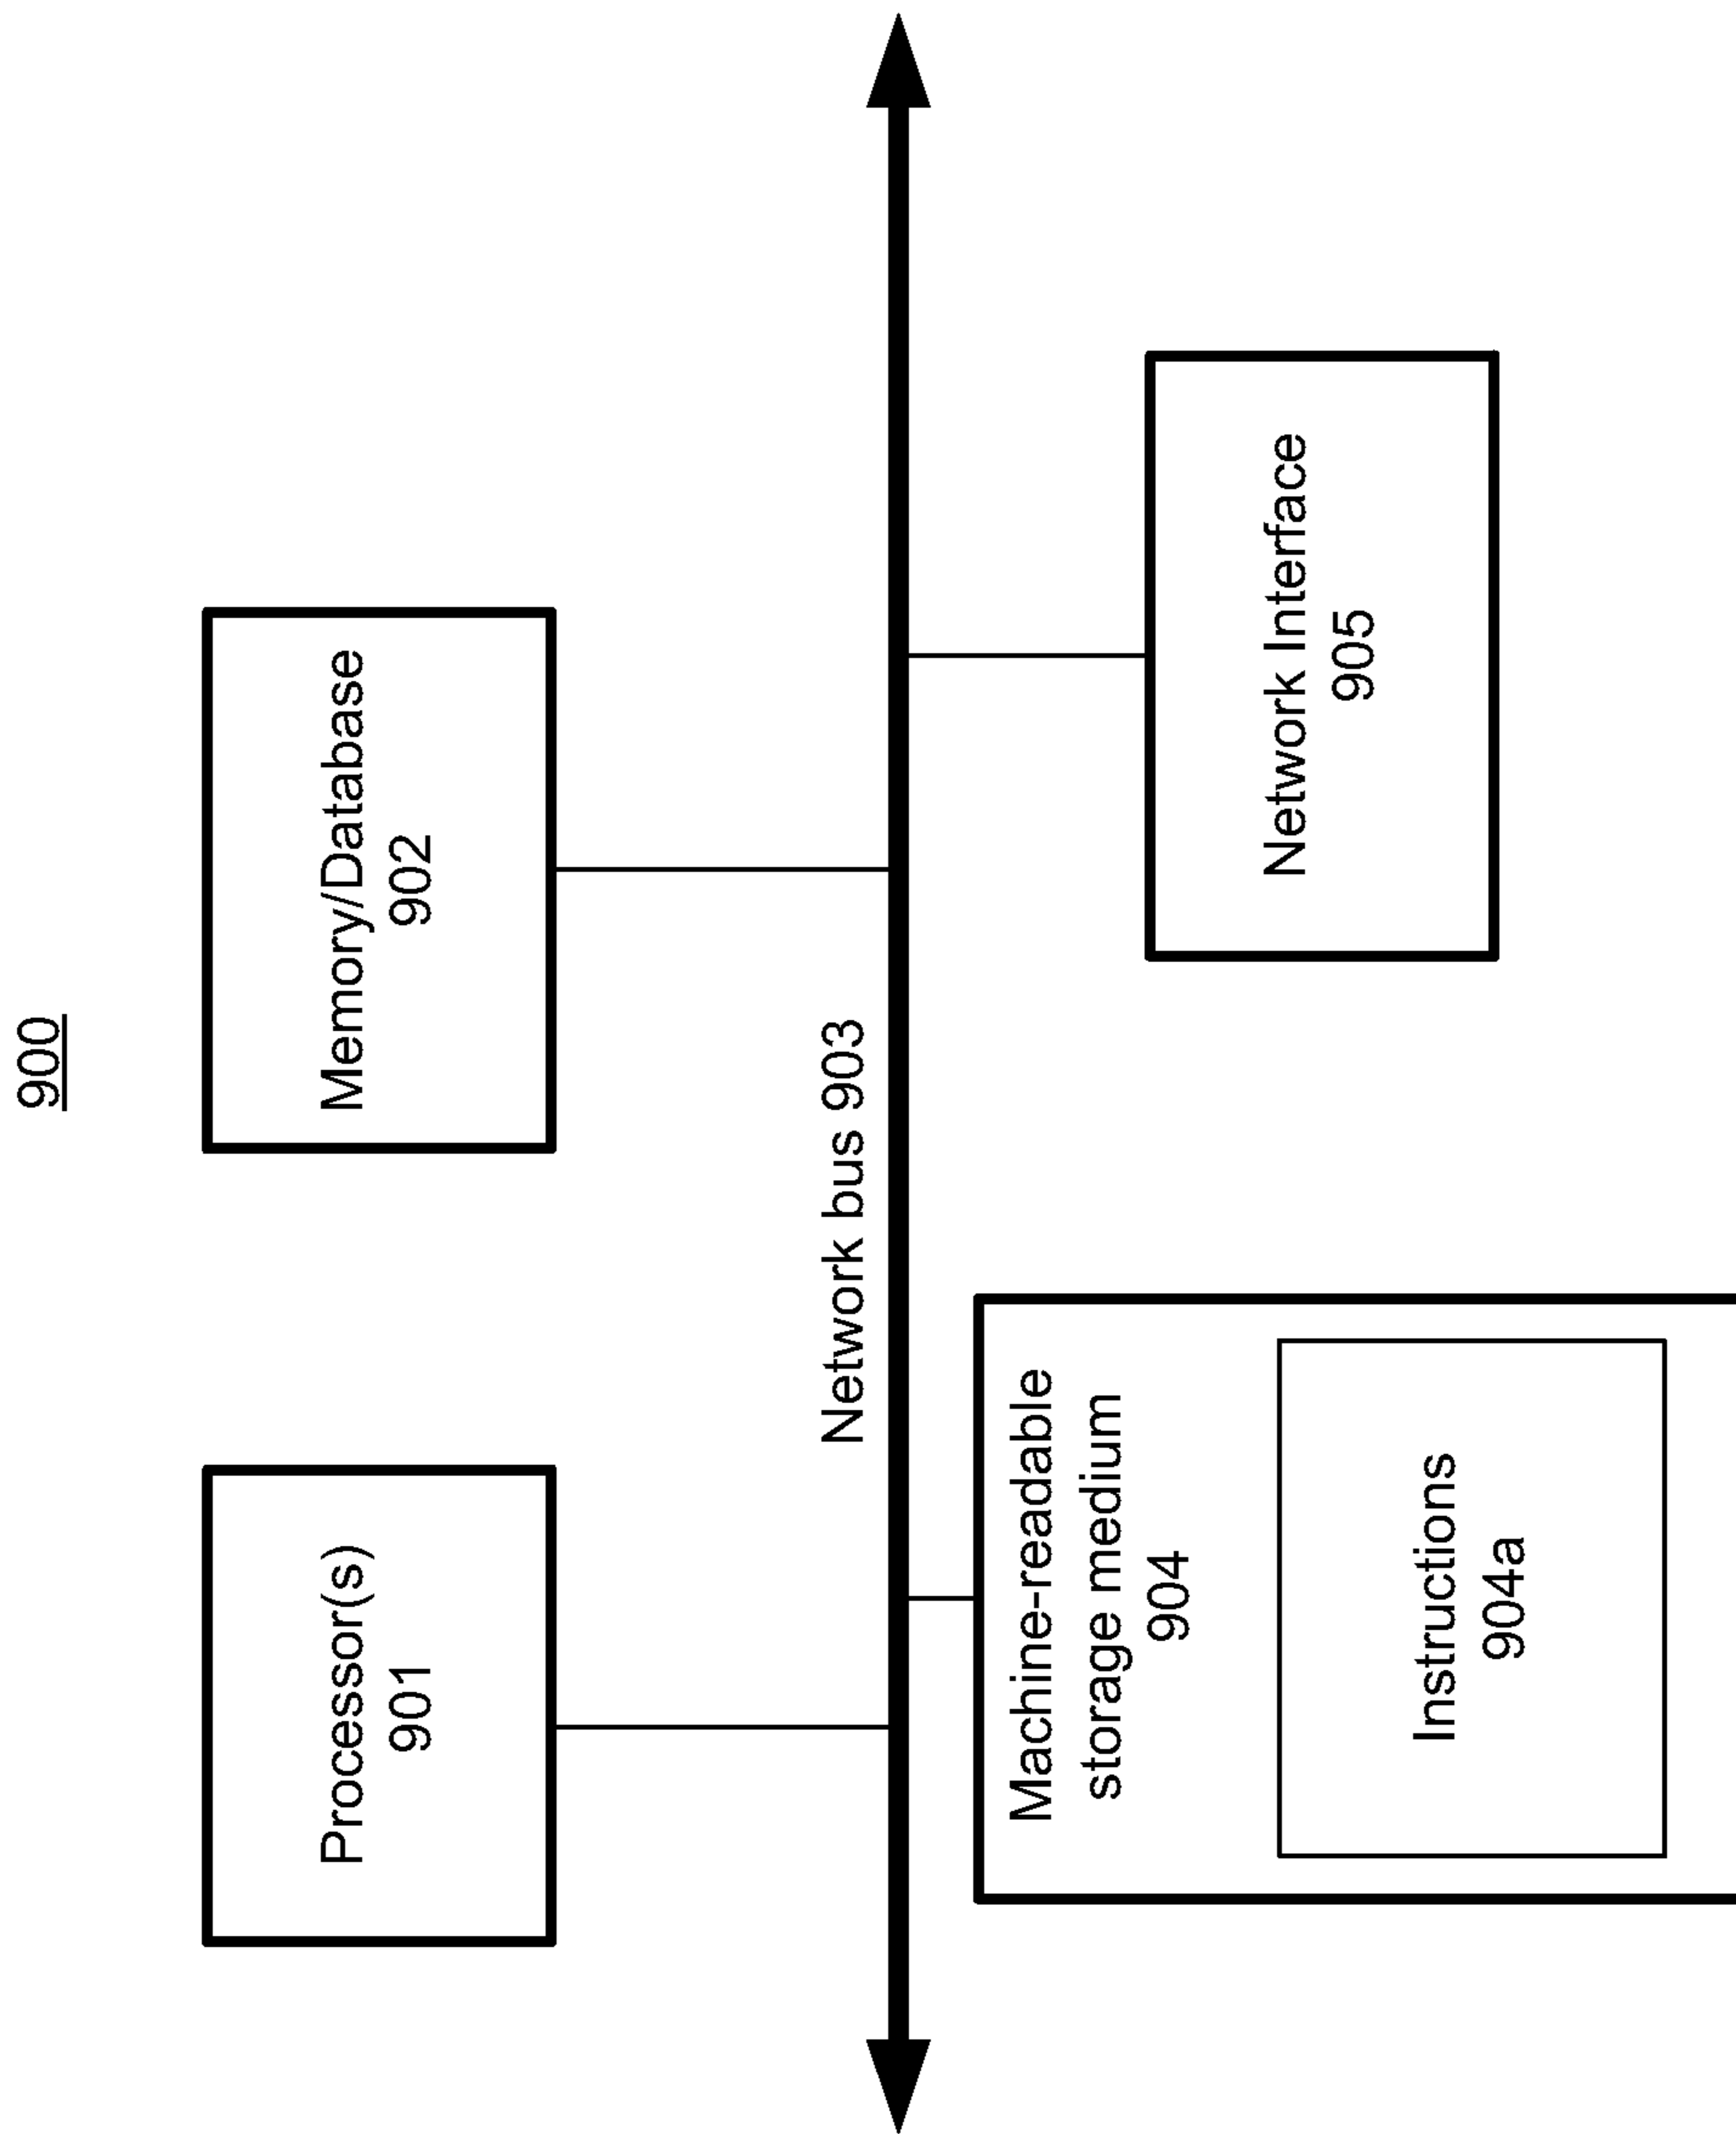 900
Processor(s)
901
Memory/Database
902
Network bus 903
Machine-readable
storage medium
904
Instructions
904a
Network Interface
905